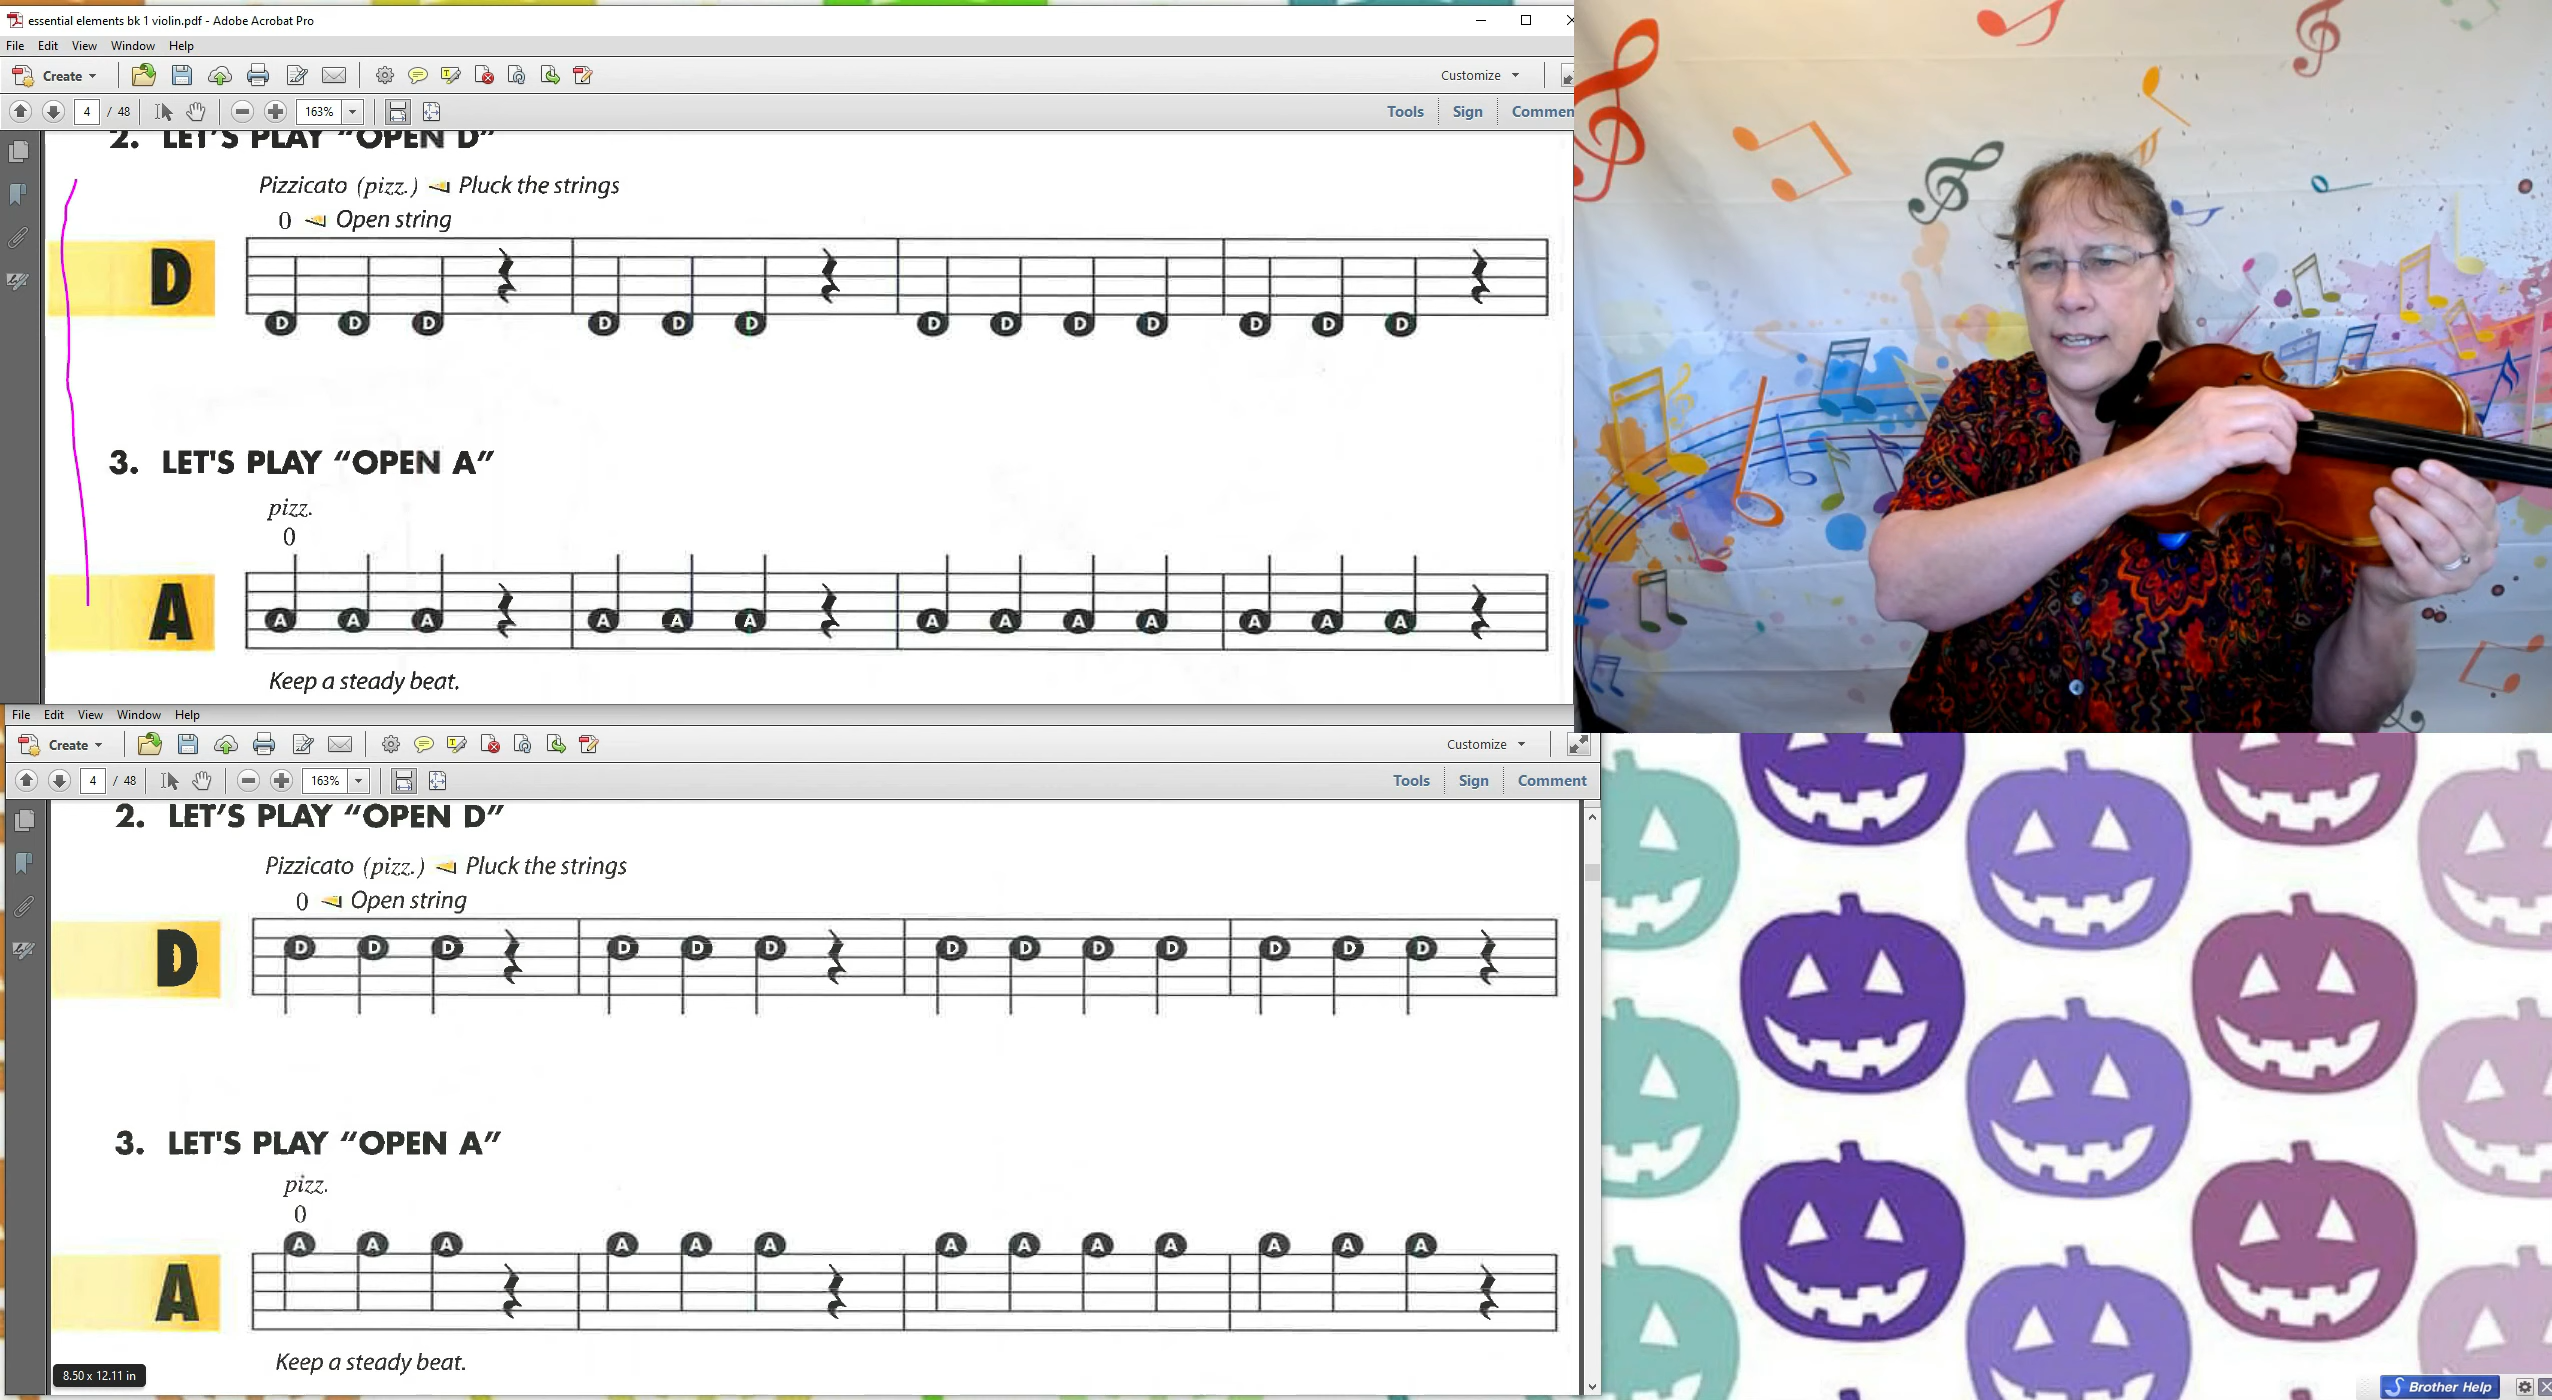 essential elements bk 1 violin.pdf - Adobe Acrobat Pro
File Edit View Window Help
Create Customize
4 / 48 163% Tools Sign Commen
2. LET'S PLAY "OPEN D"
Pizzicato (pizz.) Pluck the strings
0 Open string
D
D D D D D D D D D D D D D
3. LET'S PLAY "OPEN A"
pizz.
0
A
A A A A A A A A A A A A A
Keep a steady beat.
File Edit View Window Help
Create Customize
4 / 48 163% Tools Sign Comment
2. LET'S PLAY "OPEN D"
Pizzicato (pizz.) Pluck the strings
0 Open string
D
D D D D D D D D D D D D D
3. LET'S PLAY "OPEN A"
pizz.
0
A A A A A A A A A A A A A
A
Keep a steady beat.
8.50 x 12.11 in
Brother Help